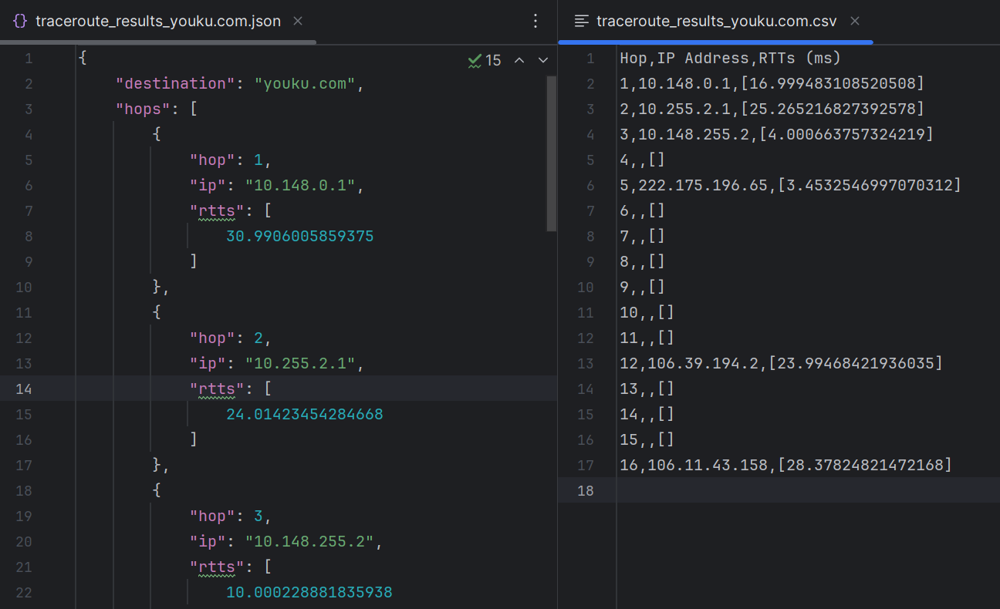 {} traceroute_results_youku.com.json ×
15
1 {
2 "destination": "youku.com",
3 "hops": [
4 {
5 "hop": 1,
6 "ip": "10.148.0.1",
7 "rtts": [
8 30.9906005859375
9 ]
10 },
11 {
12 "hop": 2,
13 "ip": "10.255.2.1",
14 "rtts": [
15 24.01423454284668
16 ]
17 },
18 {
19 "hop": 3,
20 "ip": "10.148.255.2",
21 "rtts": [
22 10.000228881835938
traceroute_results_youku.com.csv ×
1 Hop,IP Address,RTTs (ms)
2 1,10.148.0.1,[16.999483108520508]
3 2,10.255.2.1,[25.265216827392578]
4 3,10.148.255.2,[4.000663757324219]
5 4,,[]
6 5,222.175.196.65,[3.4532546997070312]
7 6,,[]
8 7,,[]
9 8,,[]
10 9,,[]
11 10,,[]
12 11,,[]
13 12,106.39.194.2,[23.99468421936035]
14 13,,[]
15 14,,[]
16 15,,[]
17 16,106.11.43.158,[28.37824821472168]
18